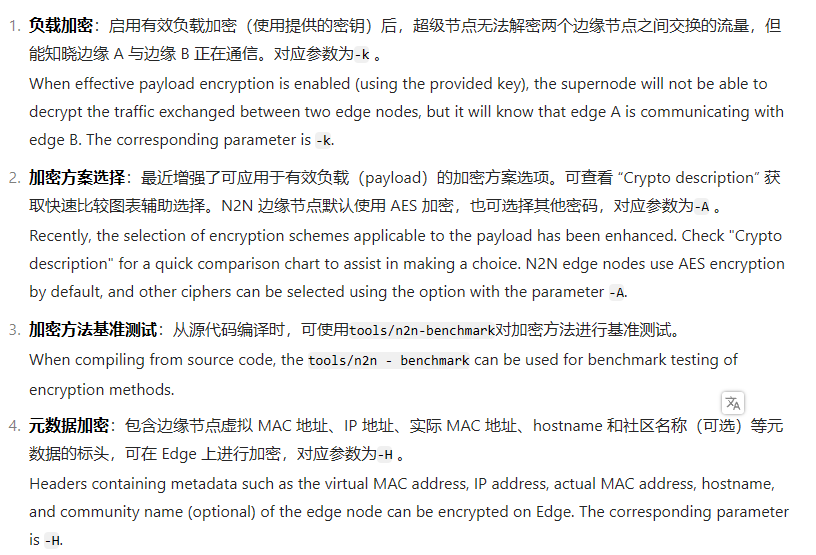 1. 负载加密：启用有效负载加密（使用提供的密钥）后，超级节点无法解密两个边缘节点之间交换的流量，但
能知晓边缘 A 与边缘 B 正在通信。对应参数为-k 。
When effective payload encryption is enabled (using the provided key), the supernode will not be able to
decrypt the traffic exchanged between two edge nodes, but it will know that edge A is communicating with
edge B. The corresponding parameter is -k.
2. 加密方案选择：最近增强了可应用于有效负载（payload）的加密方案选项。可查看 “Crypto description” 获
取快速比较图表辅助选择。N2N 边缘节点默认使用 AES 加密，也可选择其他密码，对应参数为-A 。
Recently, the selection of encryption schemes applicable to the payload has been enhanced. Check "Crypto
description" for a quick comparison chart to assist in making a choice. N2N edge nodes use AES encryption
by default, and other ciphers can be selected using the option with the parameter -A.
3. 加密方法基准测试：从源代码编译时，可使用tools/n2n-benchmark对加密方法进行基准测试。
When compiling from source code, the tools/n2n - benchmark can be used for benchmark testing of
encryption methods.
4. 元数据加密：包含边缘节点虚拟 MAC 地址、IP 地址、实际 MAC 地址、hostname 和社区名称（可选）等元
数据的标头，可在 Edge 上进行加密，对应参数为-H 。
Headers containing metadata such as the virtual MAC address, IP address, actual MAC address, hostname,
and community name (optional) of the edge node can be encrypted on Edge. The corresponding parameter
is -H.